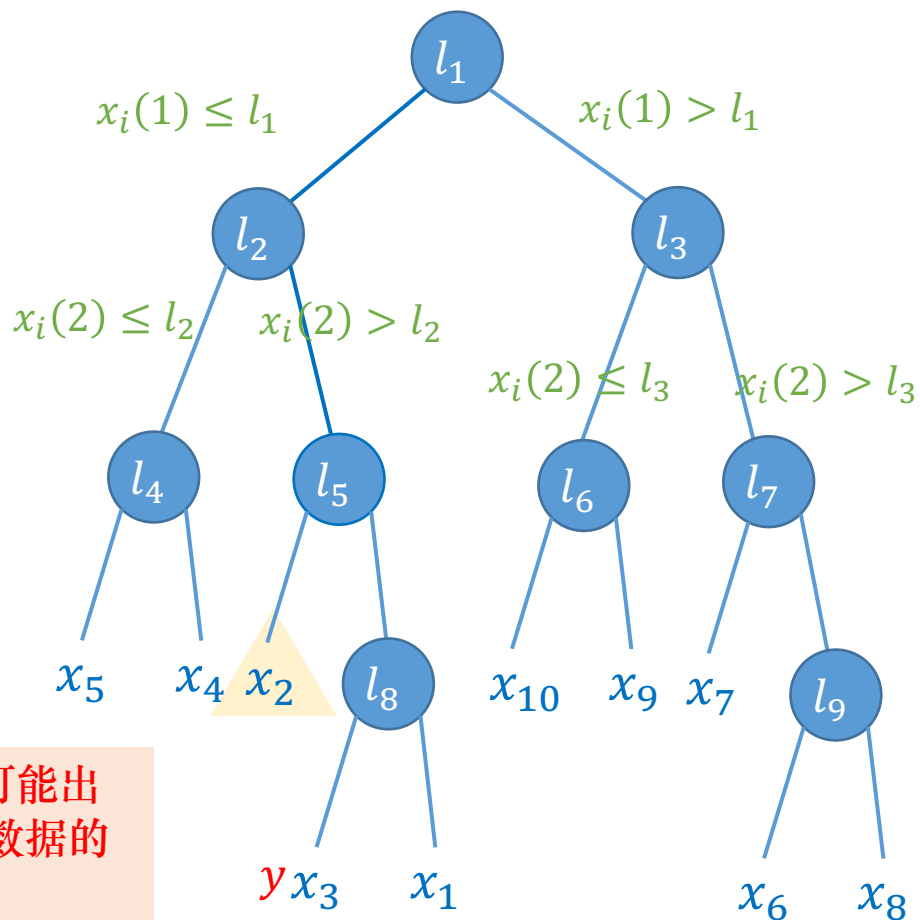 l₁
xᵢ(1) ≤ l₁
xᵢ(1) > l₁
l₂
l₃
xᵢ(2) ≤ l₂
xᵢ(2) > l₂
xᵢ(2) ≤ l₃
xᵢ(2) > l₃
l₄
l₅
l₆
l₇
x₅
x₄
x₂
l₈
x₁₀
x₉
x₇
l₉
可能出
数据的
y x₃
x₁
x₆
x₈